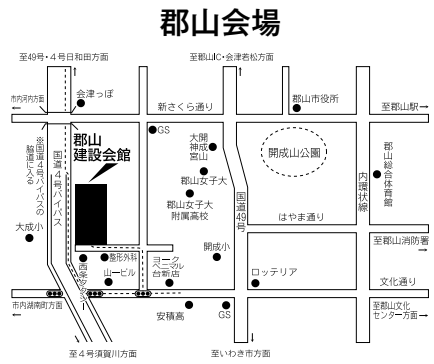 郡山会場
至49号・4号日和田方面
至郡山IC・会津若松方面
会津っぽ
市内河内方面
新さくら通り
郡山市役所
至郡山駅
GS
郡山
建設会館
大開
神成
宮山
開成山公園
郡山総合体育館
※国道4号バイパスの
脇道に入る
国道4号バイパス
郡山女子大
郡山女子大
附属高校
国道49号
内環状線
はやま通り
大成小
整形外科
ヨーク
ベニマル
台新店
開成小
至郡山消防署
山一ビル
ロッテリア
文化通り
市内湖南町方面
安積高
GS
至郡山文化
センター方面
至4号須賀川方面
至いわき市方面